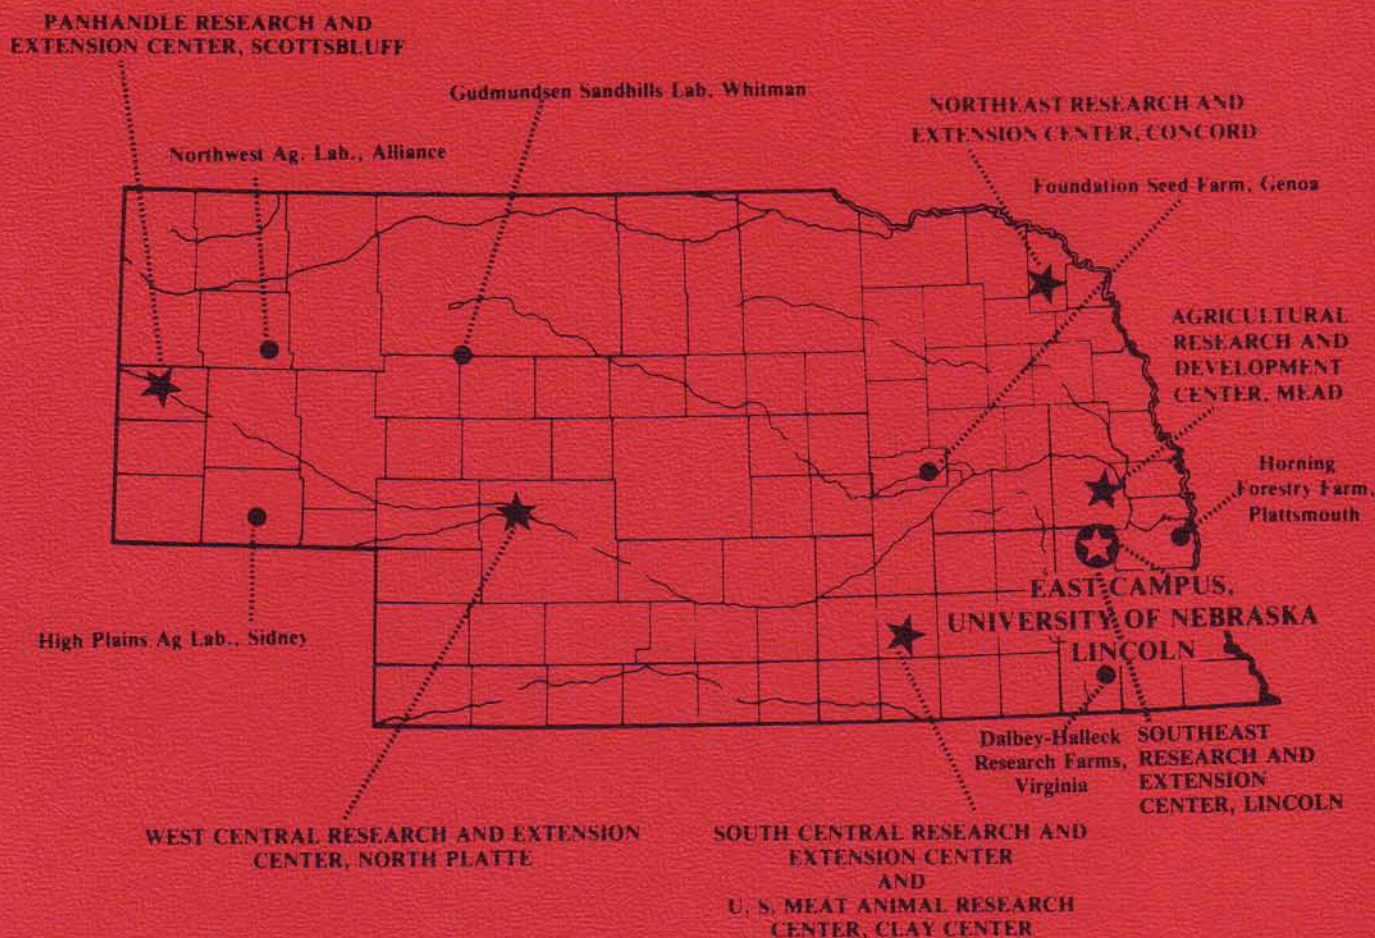 PANHANDLE RESEARCH AND
EXTENSION CENTER, SCOTTSBLUFF
Gudmundsen Sandhills Lab, Whitman
NORTHEAST RESEARCH AND
EXTENSION CENTER, CONCORD
Northwest Ag. Lab., Alliance
Foundation Seed Farm, Genoa
AGRICULTURAL
RESEARCH AND
DEVELOPMENT
CENTER, MEAD
Horning
Forestry Farm,
Plattsmouth
EAST CAMPUS,
UNIVERSITY OF NEBRASKA
LINCOLN
High Plains Ag Lab., Sidney
Dalbey-Halleck
Research Farms,
Virginia
SOUTHEAST
RESEARCH AND
EXTENSION
CENTER, LINCOLN
WEST CENTRAL RESEARCH AND EXTENSION
CENTER, NORTH PLATTE
SOUTH CENTRAL RESEARCH AND
EXTENSION CENTER
AND
U. S. MEAT ANIMAL RESEARCH
CENTER, CLAY CENTER